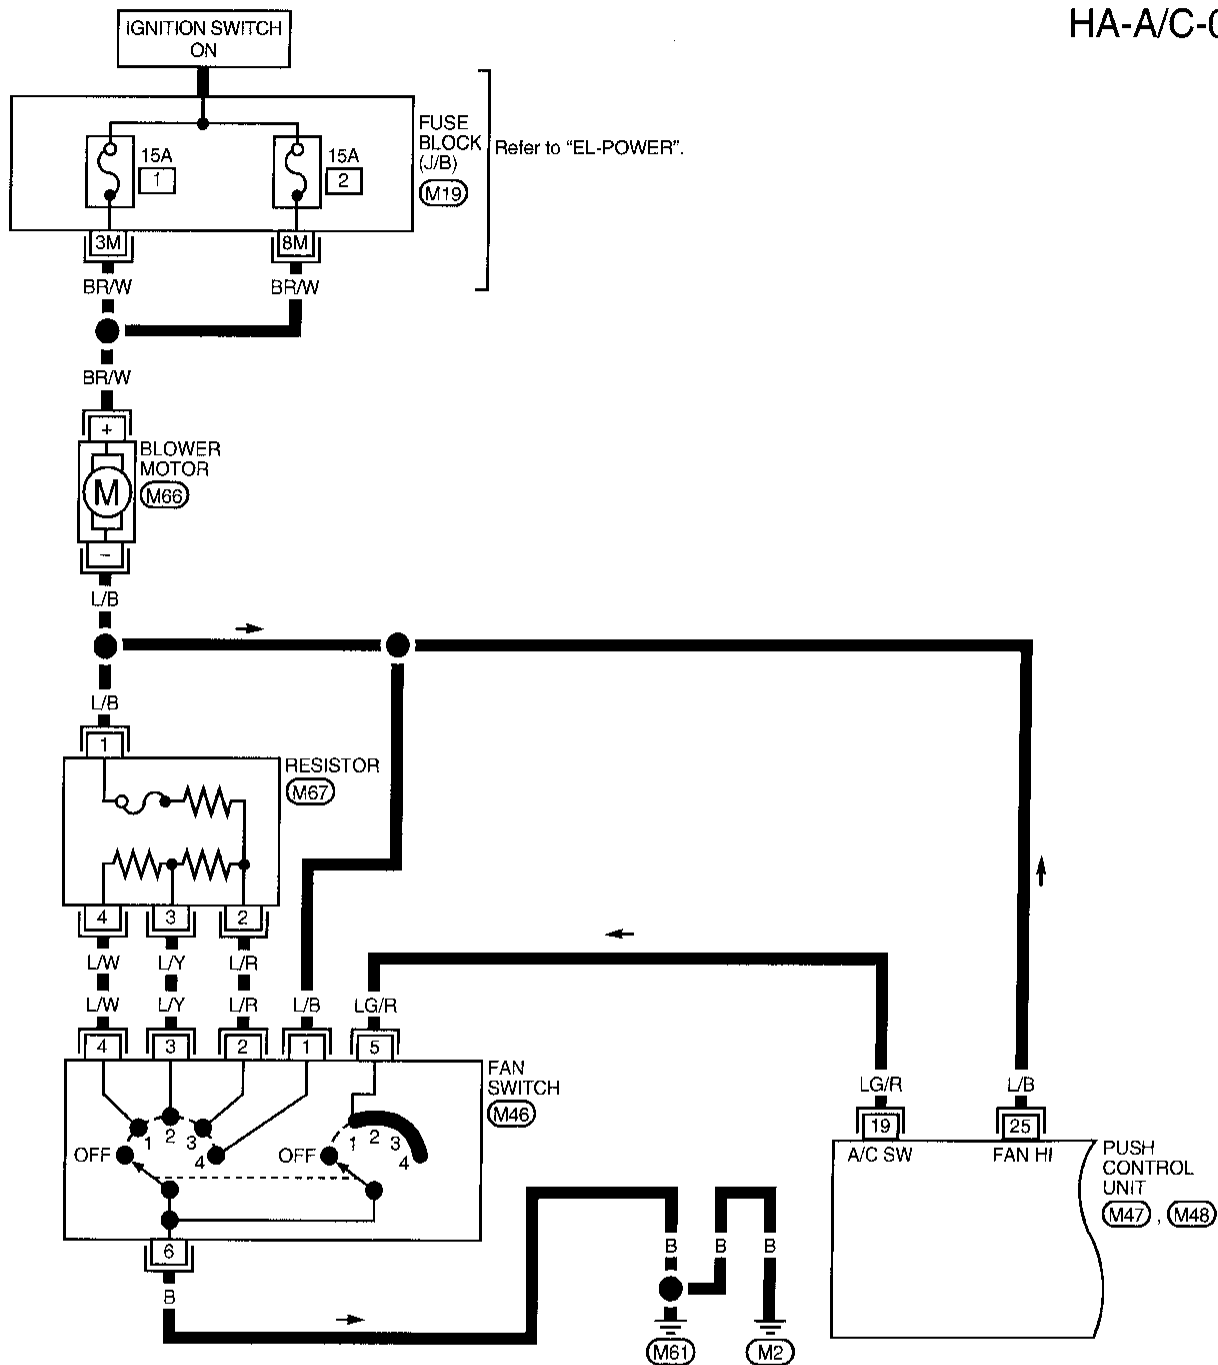 HA-A/C-0
IGNITION SWITCH
ON
FUSE
BLOCK
(J/B)
M19
Refer to "EL-POWER".
15A
1
15A
2
3M
8M
BR/W
BR/W
BR/W
+
BLOWER
MOTOR
M66
M
–
L/B
L/B
1
RESISTOR
M67
4
3
2
L/W
L/Y
L/R
L/W
L/Y
L/R
L/B
LG/R
4
3
2
1
5
FAN
SWITCH
M46
OFF
1
2
3
4
OFF
1
2
3
4
6
B
LG/R
L/B
19
25
A/C SW
FAN HI
PUSH
CONTROL
UNIT
M47 , M48
B
B
B
M61
M2